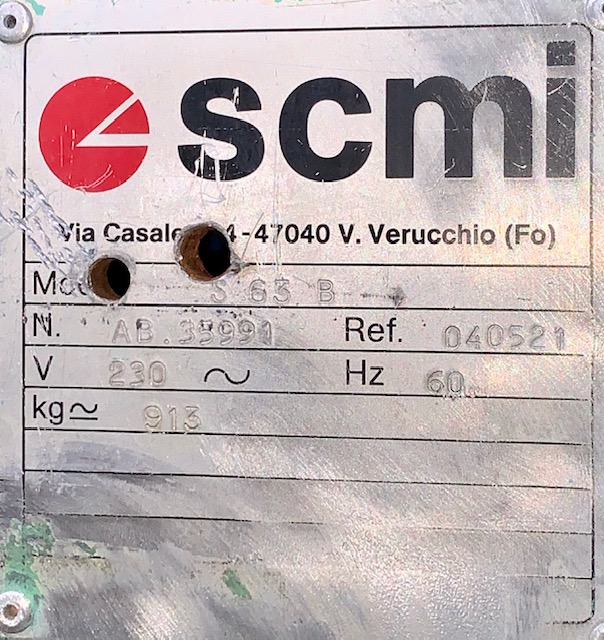 scmi
Via Casale 4-47040 V. Verucchio (Fo)
S 63 B
N. AB.35991 Ref. 040521
V 230 ~ Hz 60
kg≃ 913